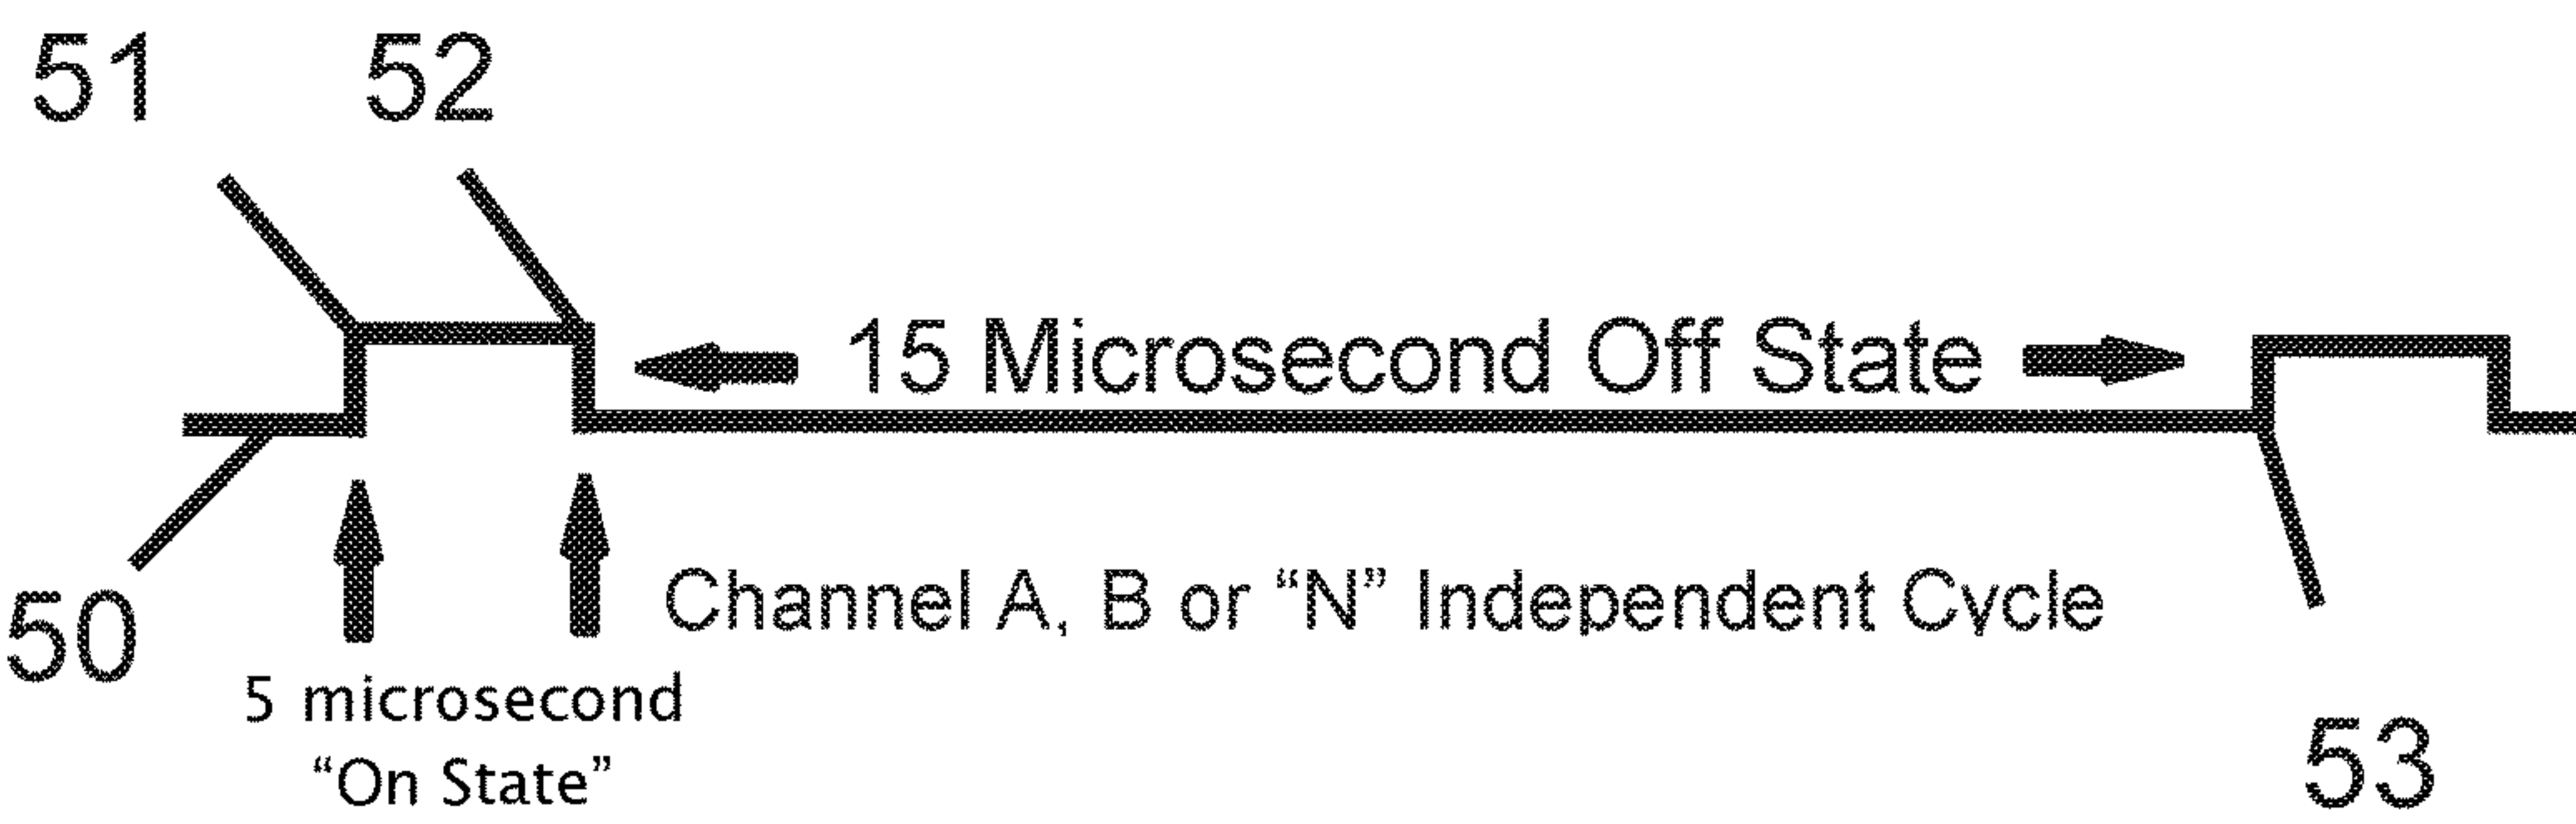 51
52
15 Microsecond Off State
50
Channel A, B or “N” Independent Cycle
5 microsecond
“On State”
53